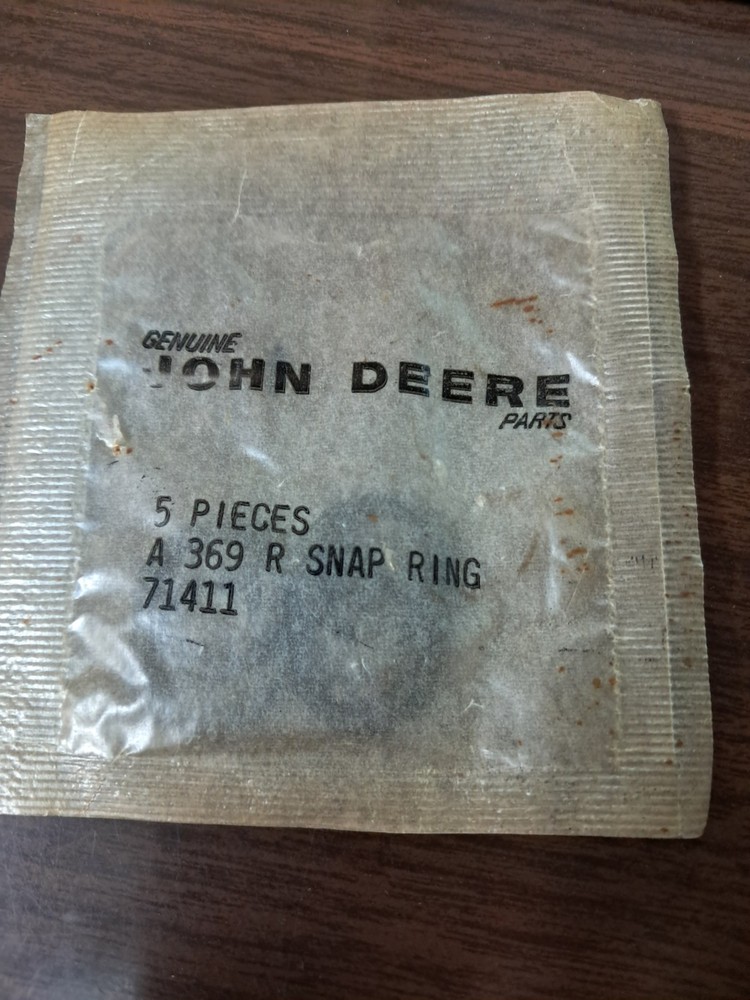 GENUINE
JOHN DEERE
PARTS
5 PIECES
A 369 R SNAP RING
71411